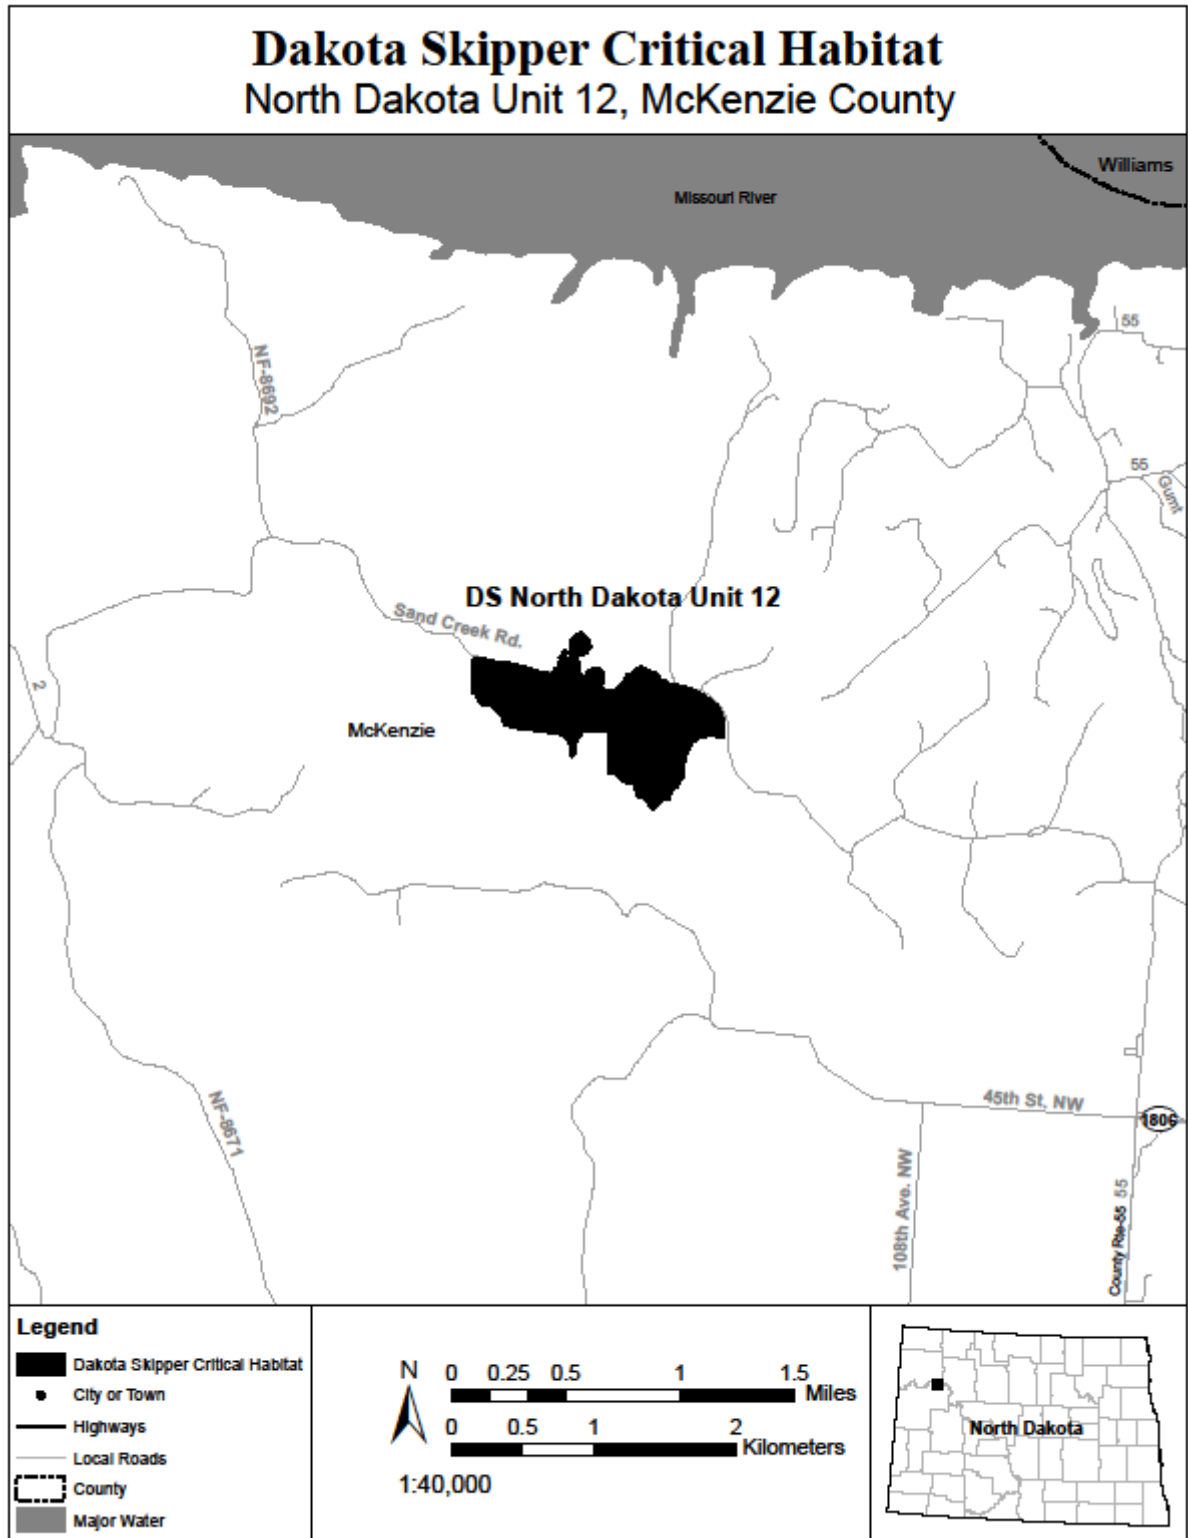 Dakota Skipper Critical Habitat
North Dakota Unit 12, McKenzie County
Williams
Missouri River
55
NF-8692
55
Gumt
DS North Dakota Unit 12
Sand Creek Rd.
2
McKenzie
45th St. NW
1806
NF-8671
108th Ave. NW
County Rte-55 55
Legend
Dakota Skipper Critical Habitat
City or Town
Highways
Local Roads
County
Major Water
N
0 0.25 0.5 1 1.5
Miles
0 0.5 1 2
Kilometers
1:40,000
North Dakota